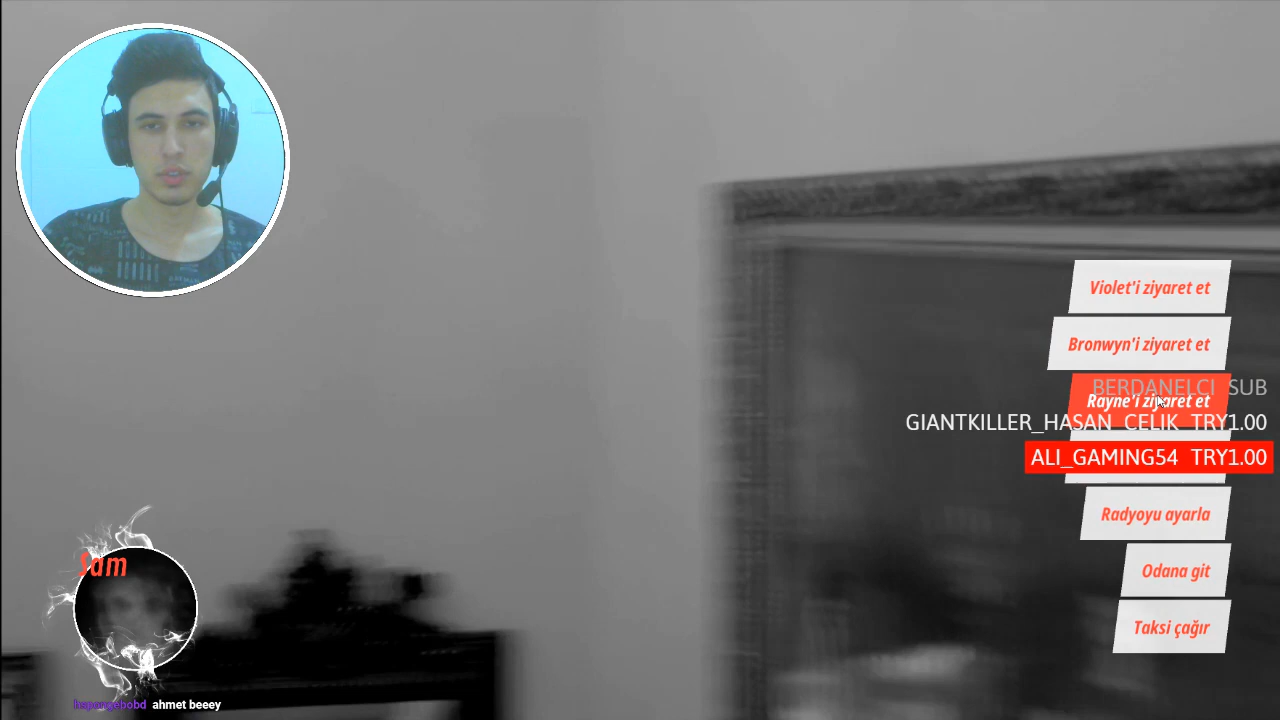 Violet'i ziyaret et
Bronwyn'i ziyaret et
BERDANELCI SUB
Rayne'i ziyaret et
GIANTKILLER_HASAN_CELIK TRY1.00
ALI_GAMING54 TRY1.00
Radyoyu ayarla
Sam
Odana git
Taksi çağır
hspongebobd ahmet beeey